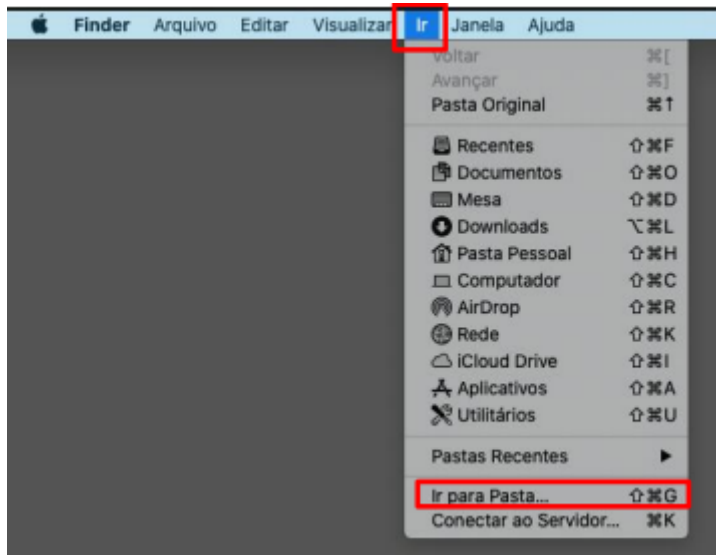 Finder Arquivo Editar Visualizar Ir Janela Ajuda
Voltar ⌘[
Avançar ⌘]
Pasta Original ⌘↑
Recentes ⇧⌘F
Documentos ⇧⌘O
Mesa ⇧⌘D
Downloads ⌥⌘L
Pasta Pessoal ⇧⌘H
Computador ⇧⌘C
AirDrop ⇧⌘R
Rede ⇧⌘K
iCloud Drive ⇧⌘I
Aplicativos ⇧⌘A
Utilitários ⇧⌘U
Pastas Recentes ▶
Ir para Pasta... ⇧⌘G
Conectar ao Servidor... ⌘K